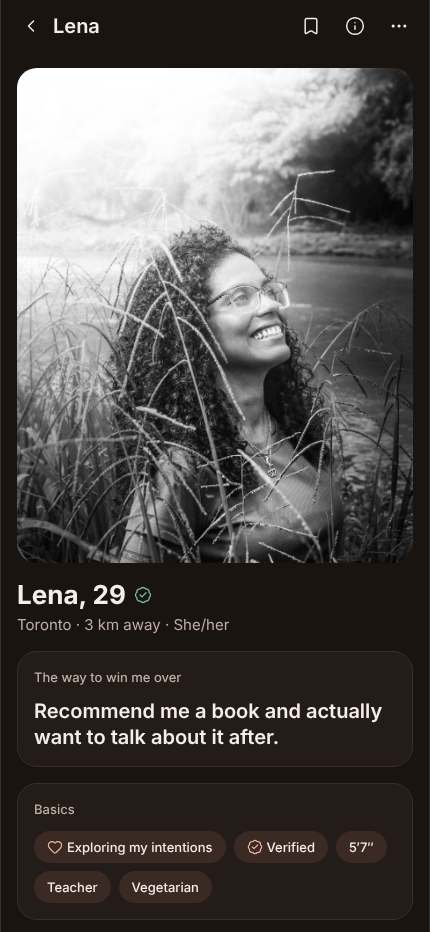 Lena
Lena, 29
Toronto · 3 km away · She/her
The way to win me over
Recommend me a book and actually
want to talk about it after.
Basics
Exploring my intentions
Verified
5'7"
Teacher
Vegetarian